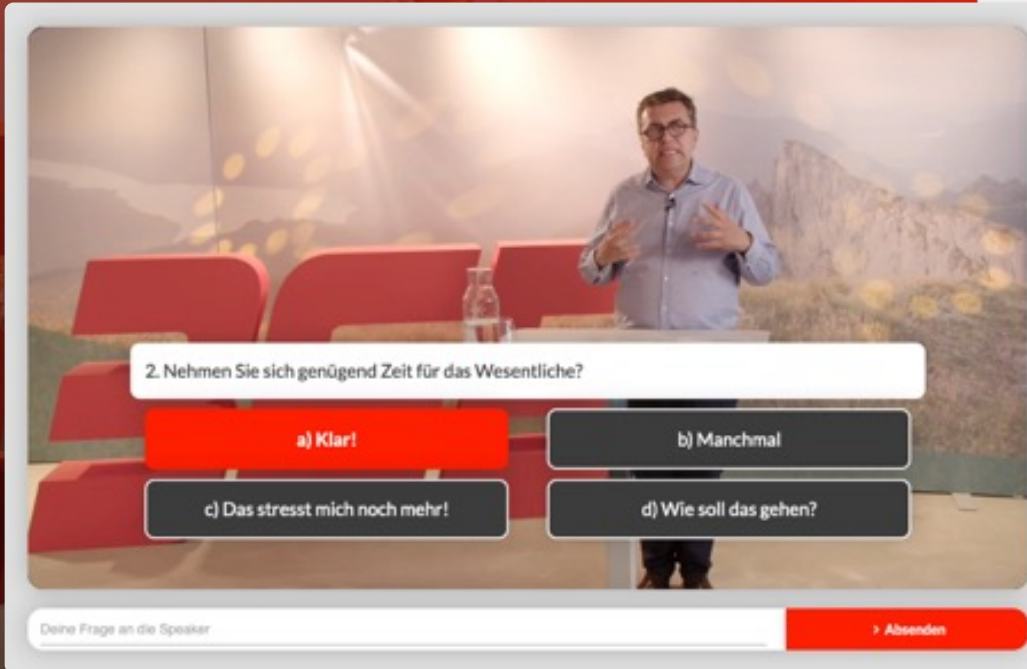 2. Nehmen Sie sich genügend Zeit für das Wesentliche?
a) Klar!
b) Manchmal
c) Das stresst mich noch mehr!
d) Wie soll das gehen?
Deine Frage an die Speaker
> Absenden